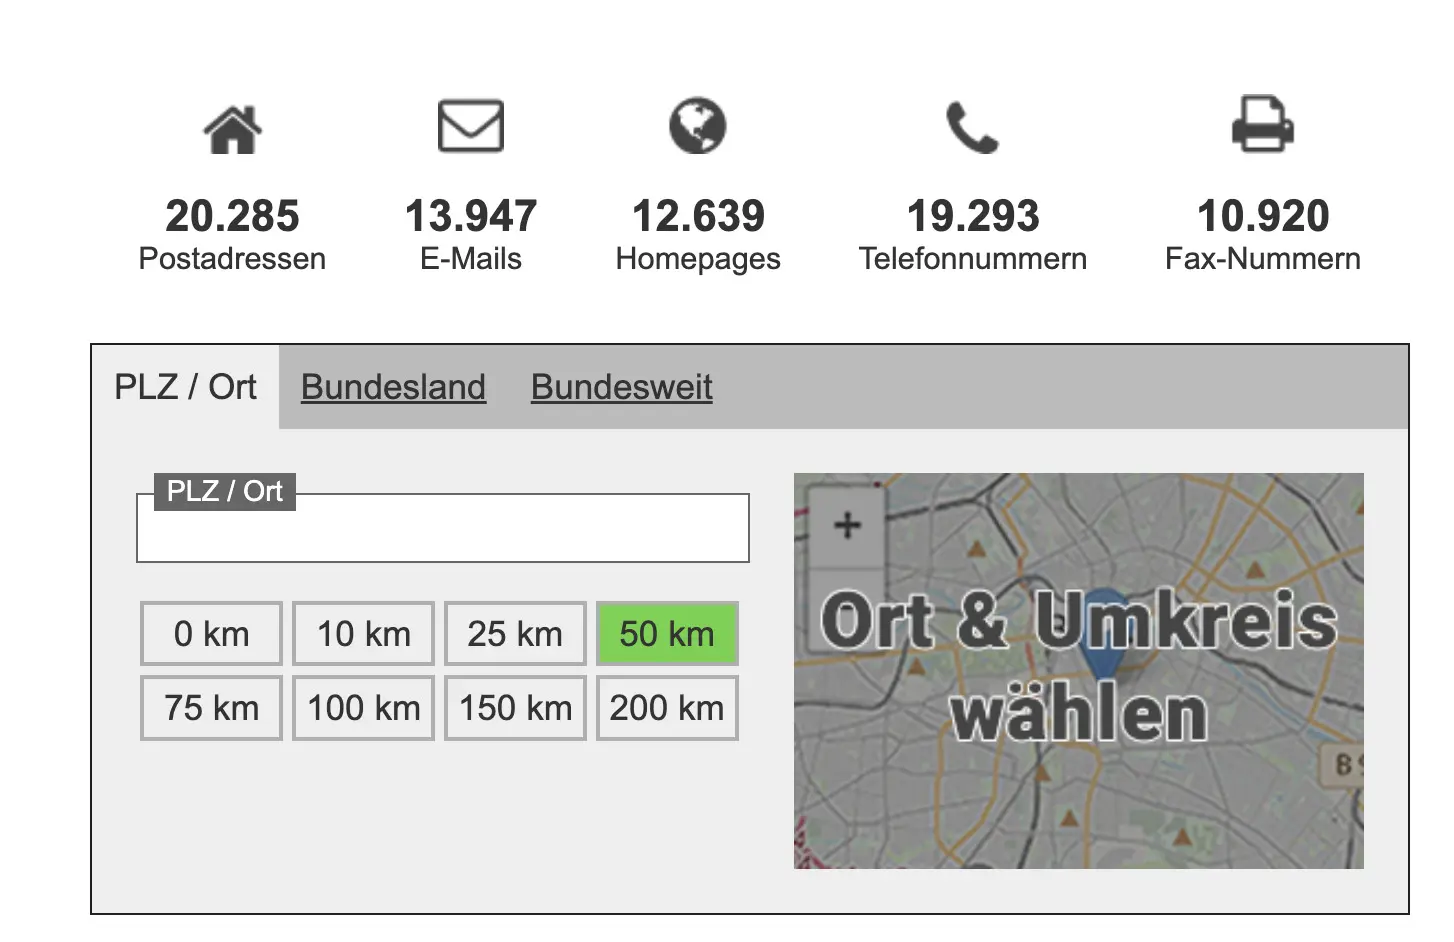 20.285
Postadressen
13.947
E-Mails
12.639
Homepages
19.293
Telefonnummern
10.920
Fax-Nummern
PLZ / Ort
Bundesland
Bundesweit
PLZ / Ort
0 km
10 km
25 km
50 km
75 km
100 km
150 km
200 km
+
Ort & Umkreis
wählen
B